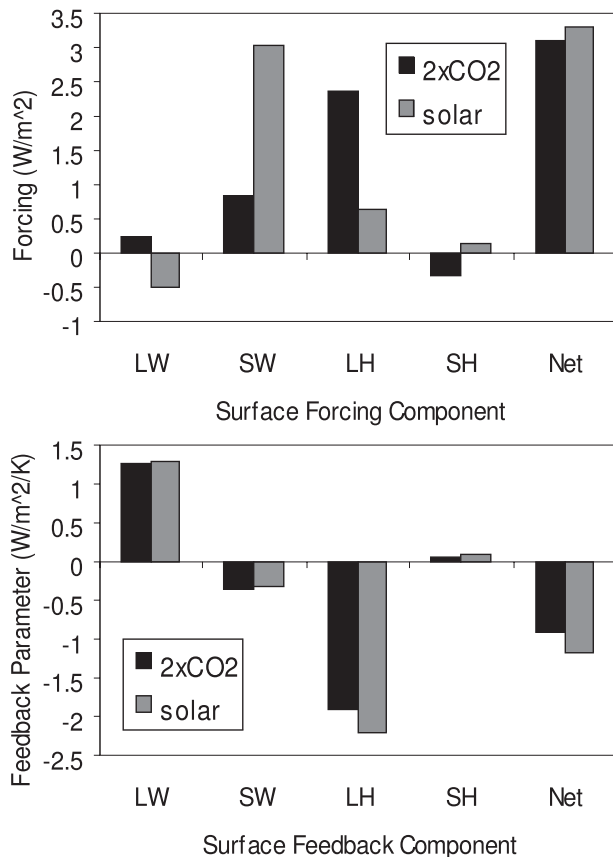 3.5
3
2.5
2
1.5
1
0.5
0
-0.5
-1
Forcing (W/m^2)
2xCO2
solar
LW SW LH SH Net
Surface Forcing Component
1.5
1
0.5
0
-0.5
-1
-1.5
-2
-2.5
Feedback Parameter (W/m^2/K)
2xCO2
solar
LW SW LH SH Net
Surface Feedback Component